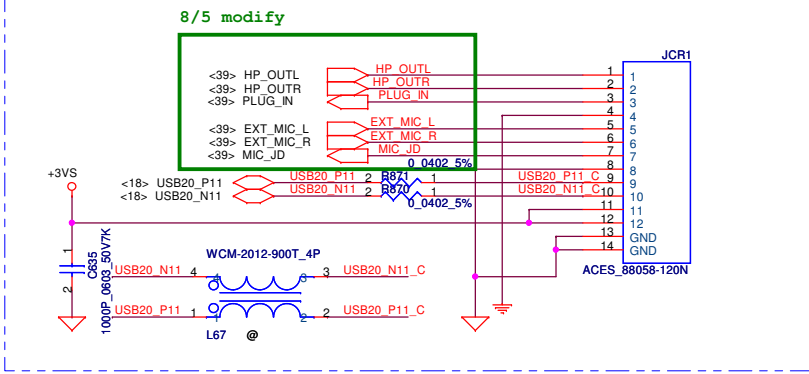 8/5 modify
JCR1
<39> HP_OUTL HP_OUTL 1 1
<39> HP_OUTR HP_OUTR 2 2
<39> PLUG_IN PLUG_IN 3 3
4 4
<39> EXT_MIC_L EXT_MIC_L 5 5
<39> EXT_MIC_R EXT_MIC_R 6 6
<39> MIC_JD MIC_JD 7 7
0_0402_5% 8 8
+3VS
<18> USB20_P11 USB20_P11 2 R871 1 USB20_P11_C 9 9
<18> USB20_N11 USB20_N11 2 R870 1 USB20_N11_C 10 10
0_0402_5% 11 11
12 12
13 GND
14 GND
ACES_88058-120N
1
C635
2
1000P_0603_50V7K
WCM-2012-900T_4P
USB20_N11 4 4 3 3 USB20_N11_C
USB20_P11 1 1 2 2 USB20_P11_C
L67 @